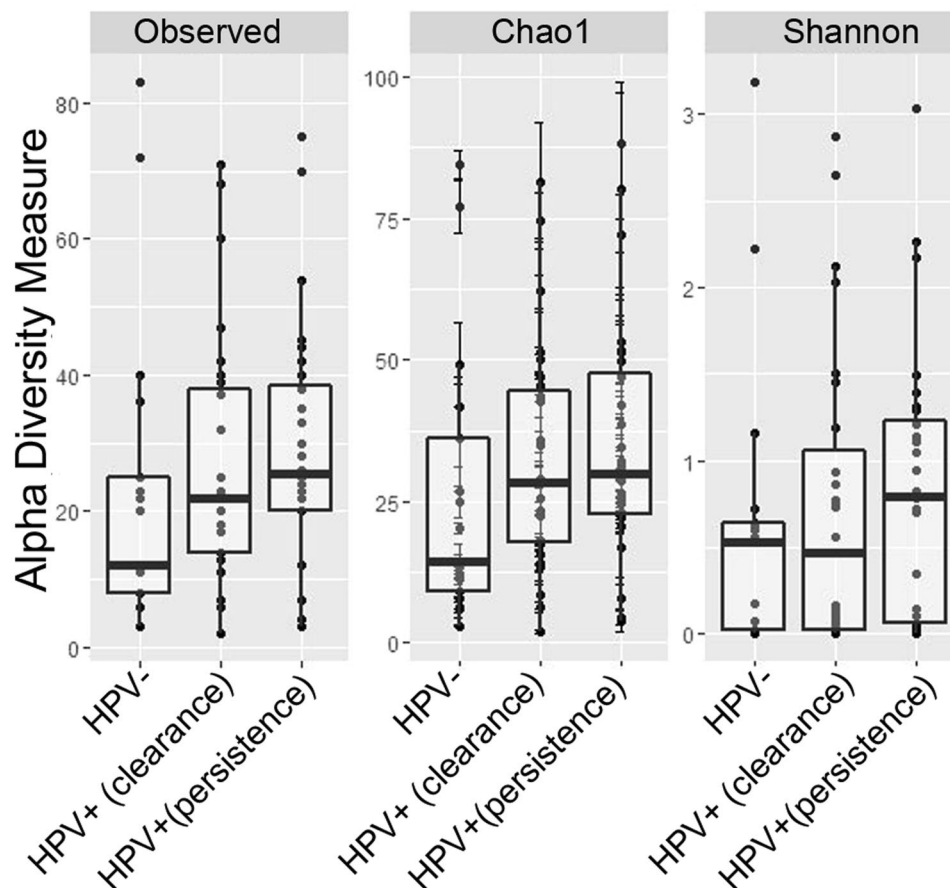 Observed
Chao1
Shannon
Alpha Diversity Measure
80
60
40
20
0
100
75
50
25
0
3
2
1
0
HPV-
HPV+ (clearance)
HPV+(persistence)
HPV-
HPV+ (clearance)
HPV+(persistence)
HPV-
HPV+ (clearance)
HPV+(persistence)